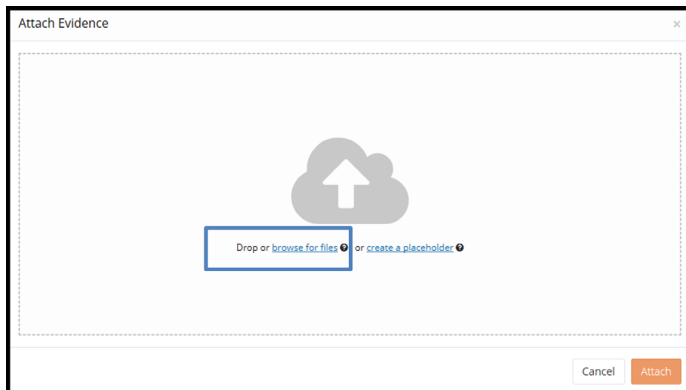 Attach Evidence ×
Drop or browse for files ? or create a placeholder ?
Cancel Attach